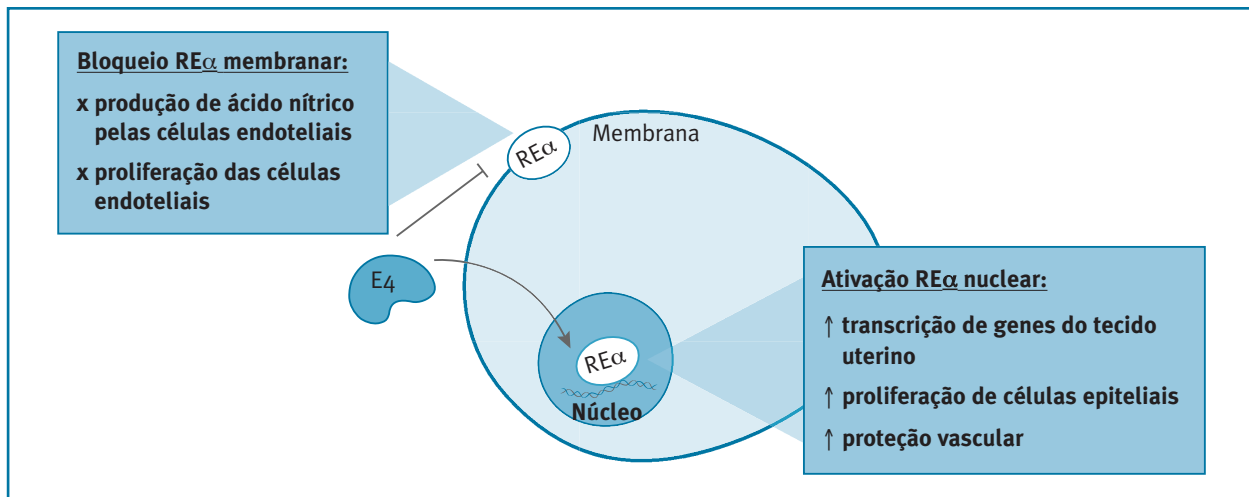 Bloqueio REα membranar:
x produção de ácido nítrico
pelas células endoteliais
x proliferação das células
endoteliais
REα
Membrana
E4
REα
Núcleo
Ativação REα nuclear:
↑ transcrição de genes do tecido
uterino
↑ proliferação de células epiteliais
↑ proteção vascular